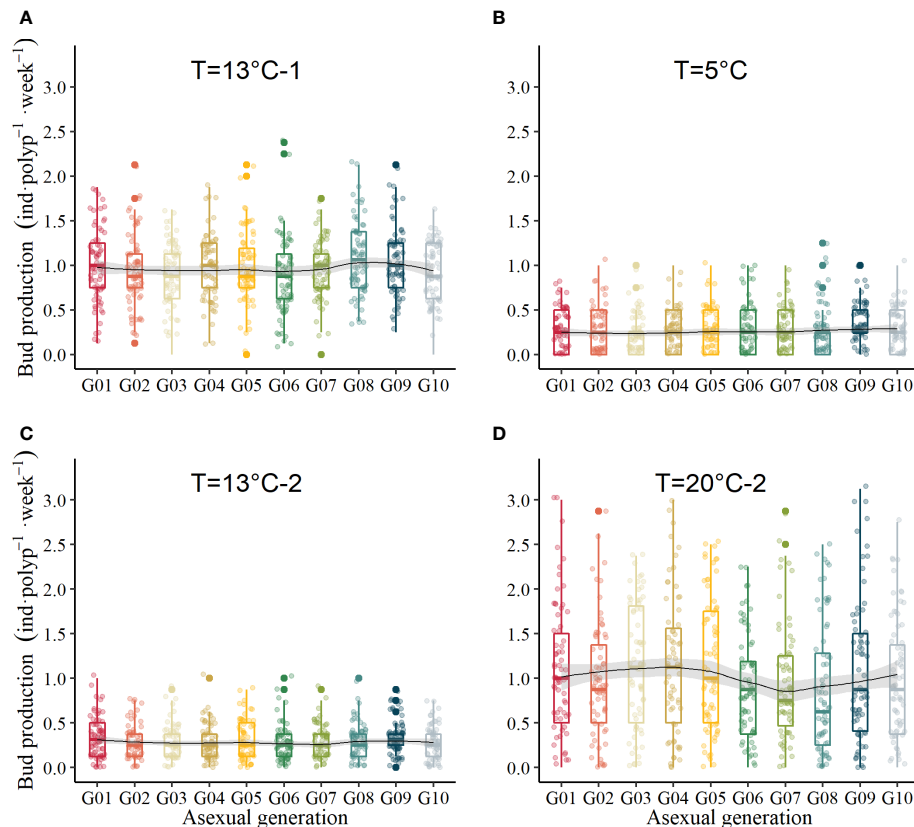 A
T=13°C-1
Bud production (ind·polyp⁻¹ ·week⁻¹)
3.0
2.5
2.0
1.5
1.0
0.5
0.0
G01 G02 G03 G04 G05 G06 G07 G08 G09 G10
B
T=5°C
3.0
2.5
2.0
1.5
1.0
0.5
0.0
G01 G02 G03 G04 G05 G06 G07 G08 G09 G10
C
T=13°C-2
Bud production (ind·polyp⁻¹ ·week⁻¹)
3.0
2.5
2.0
1.5
1.0
0.5
0.0
G01 G02 G03 G04 G05 G06 G07 G08 G09 G10
Asexual generation
D
T=20°C-2
3.0
2.5
2.0
1.5
1.0
0.5
0.0
G01 G02 G03 G04 G05 G06 G07 G08 G09 G10
Asexual generation